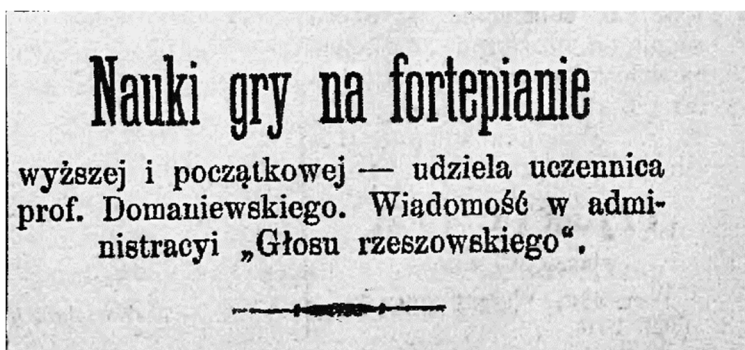 Nauki gry na fortepianie
wyższej i początkowej — udziela uczennica
prof. Domaniewskiego. Wiadomość w admi-
nistracyi „Głosu rzeszowskiego“.